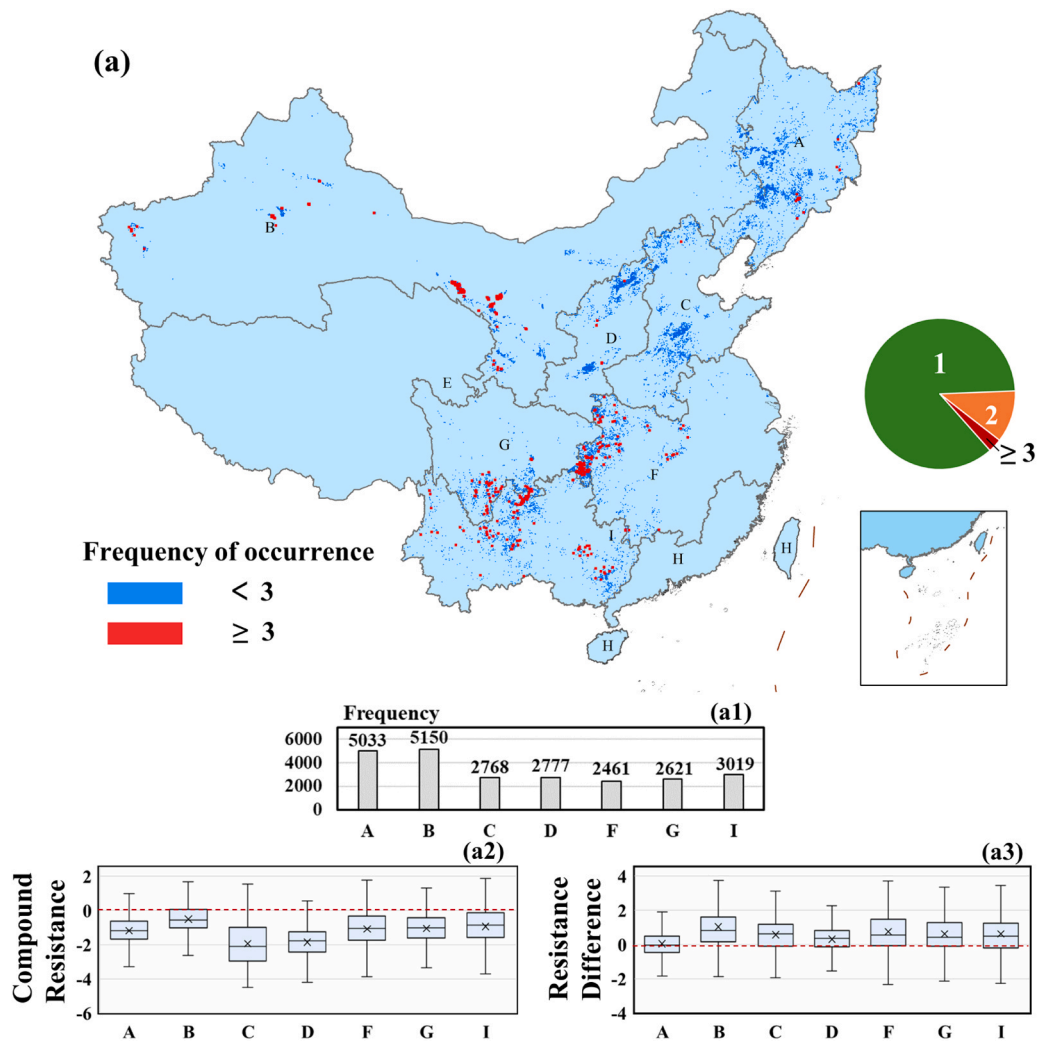 (a)
A
B
C
D
E
G
F
I
H
H
H
1
2
≥ 3
Frequency of occurrence
< 3
≥ 3
(a1)
Frequency
6000
4000
2000
0
5033
5150
2768
2777
2461
2621
3019
A B C D F G I
(a2)
Compound
Resistance
2
0
-2
-4
-6
A B C D F G I
(a3)
Resistance
Difference
4
2
0
-2
-4
A B C D F G I